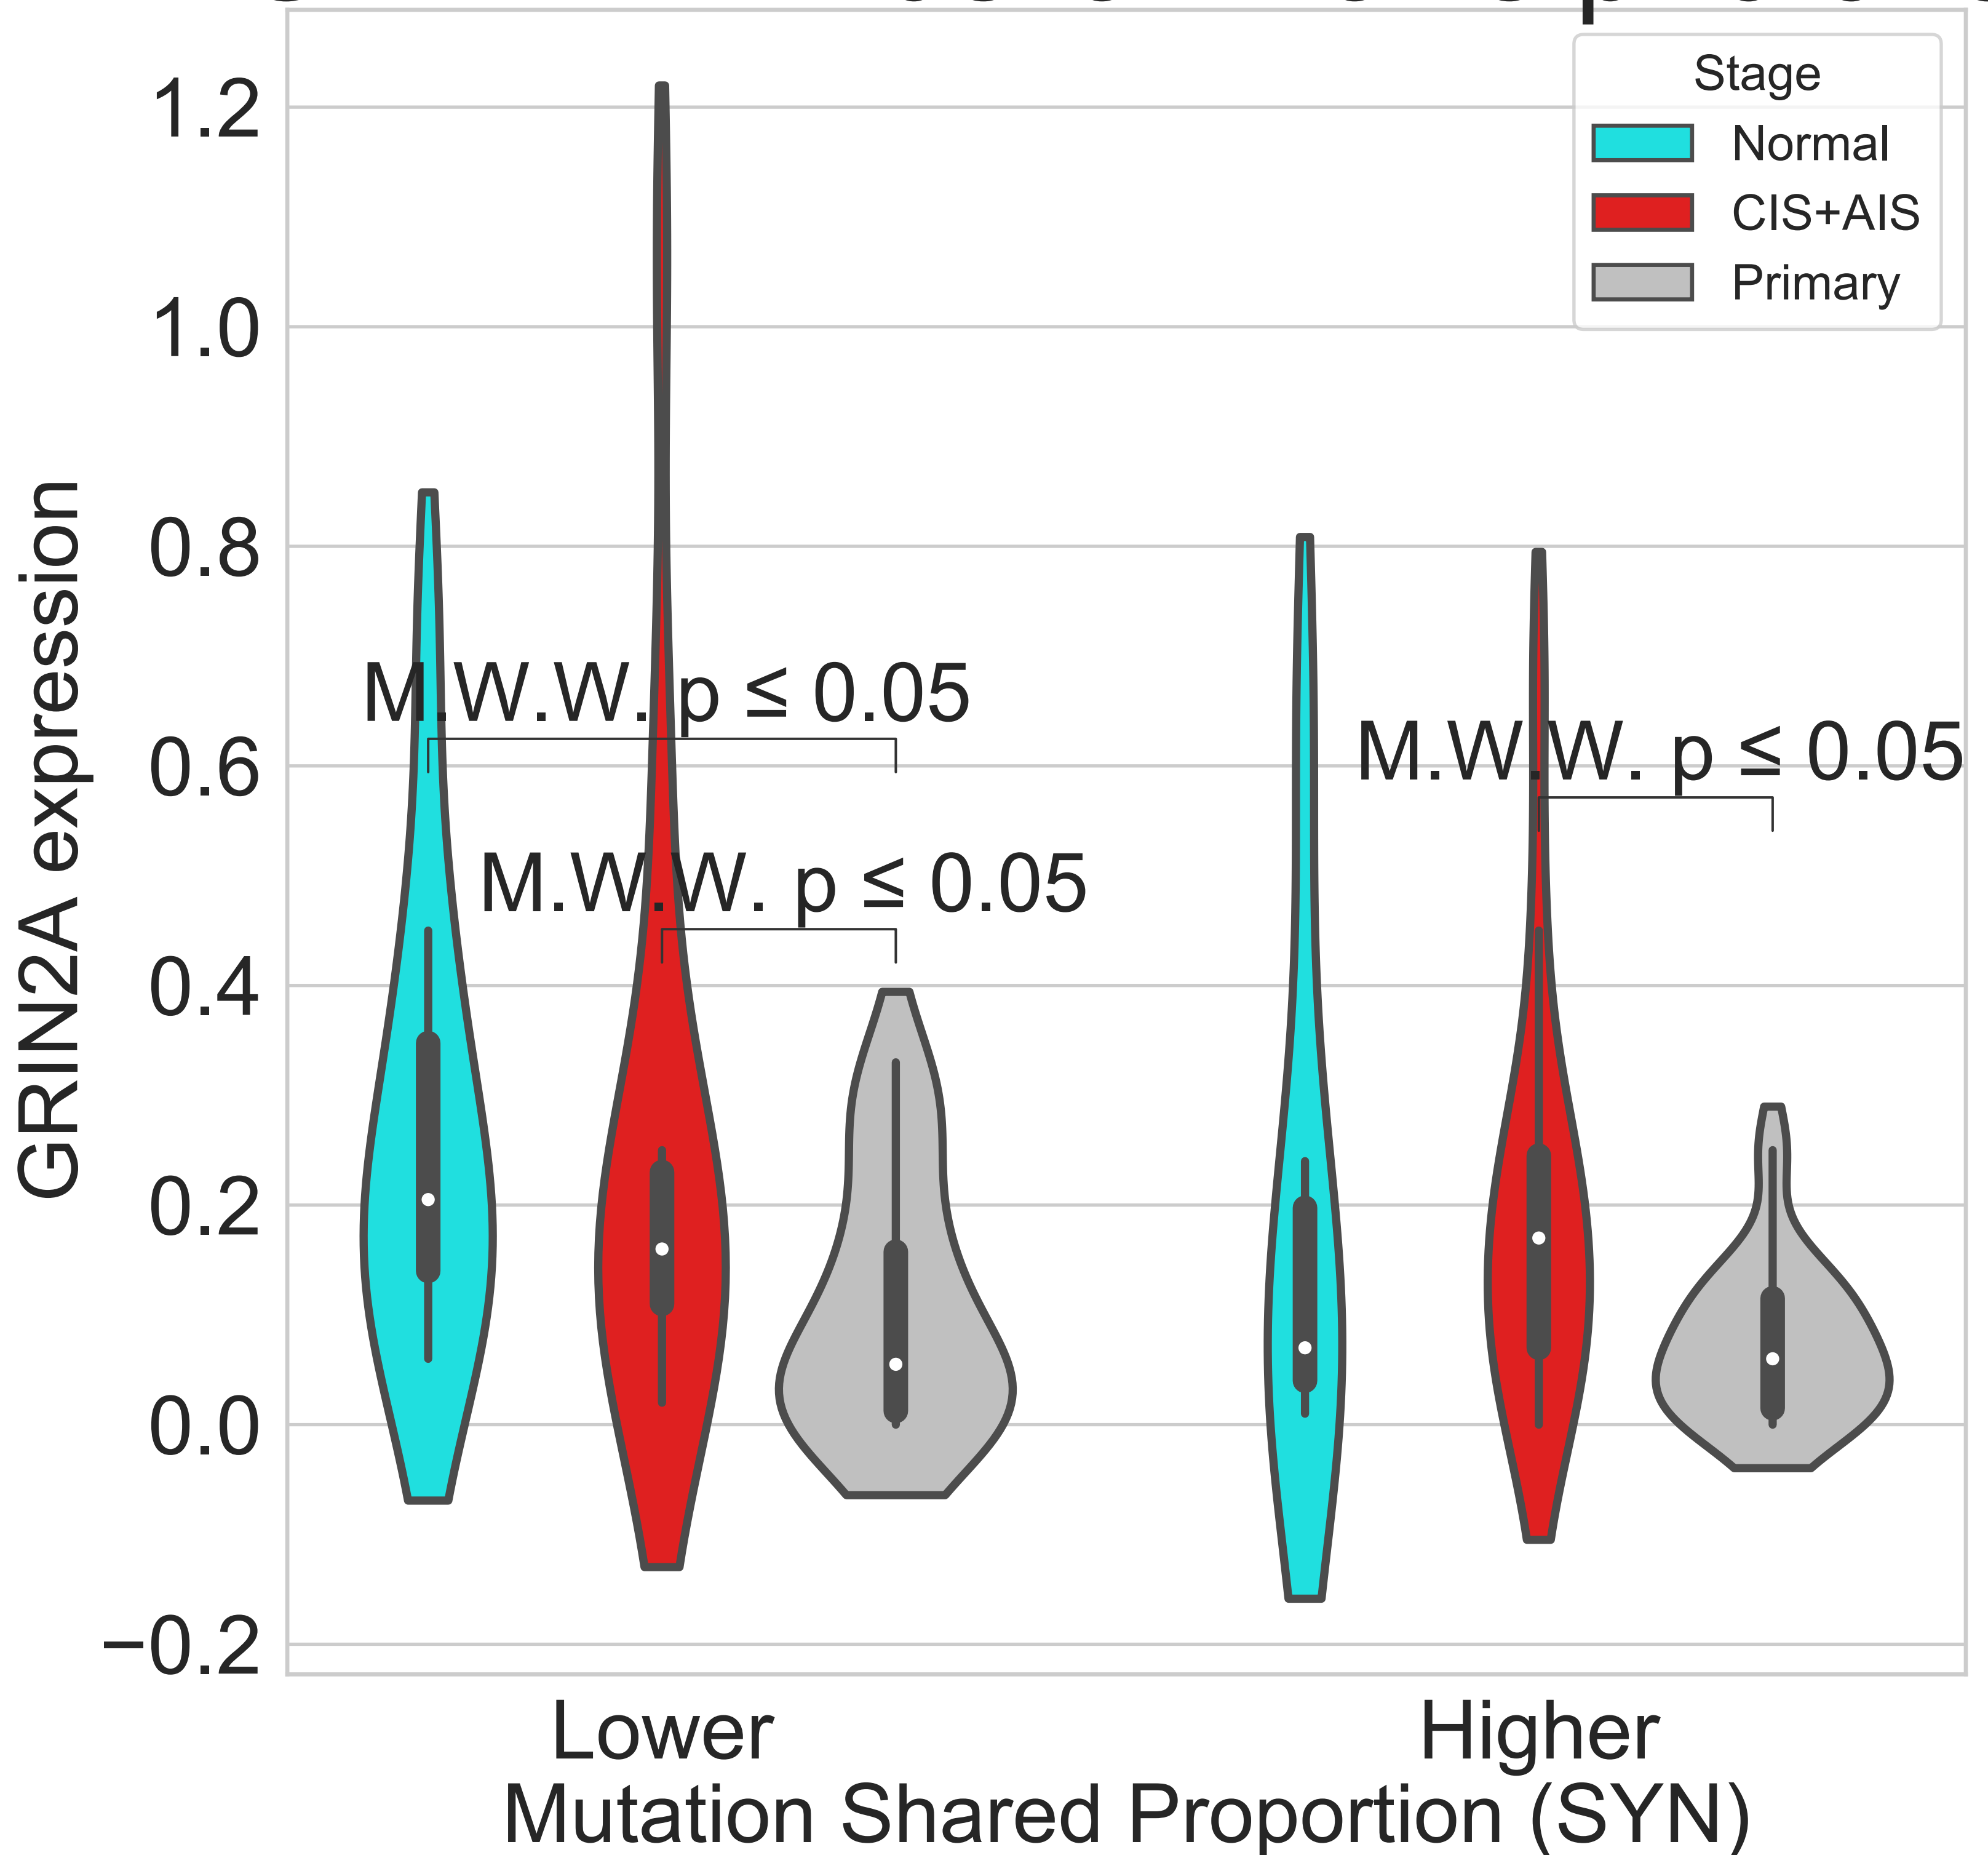 Stage
Normal
CIS+AIS
Primary
1.2
1.0
0.8
0.6
0.4
0.2
0.0
−0.2
GRIN2A expression
M.W.W. p ≤ 0.05
M.W.W. p ≤ 0.05
M.W.W. p ≤ 0.05
Lower
Higher
Mutation Shared Proportion (SYN)